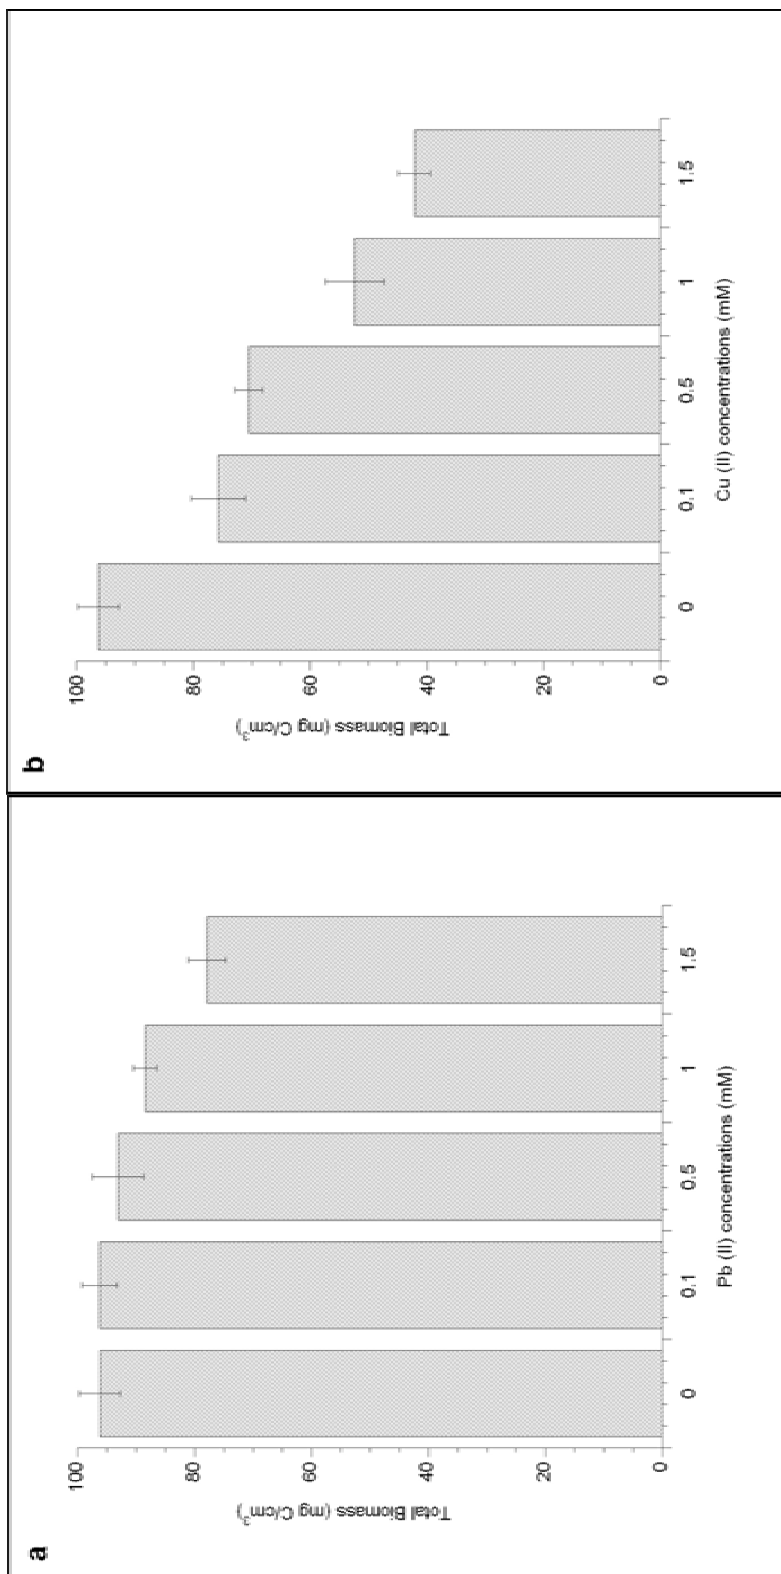 a
Total Biomass (mg C/cm³)
100
80
60
40
20
0
0 0.1 0.5 1 1.5
Pb (II) concentrations (mM)
b
Total Biomass (mg C/cm³)
100
80
60
40
20
0
0 0.1 0.5 1 1.5
Cu (II) concentrations (mM)